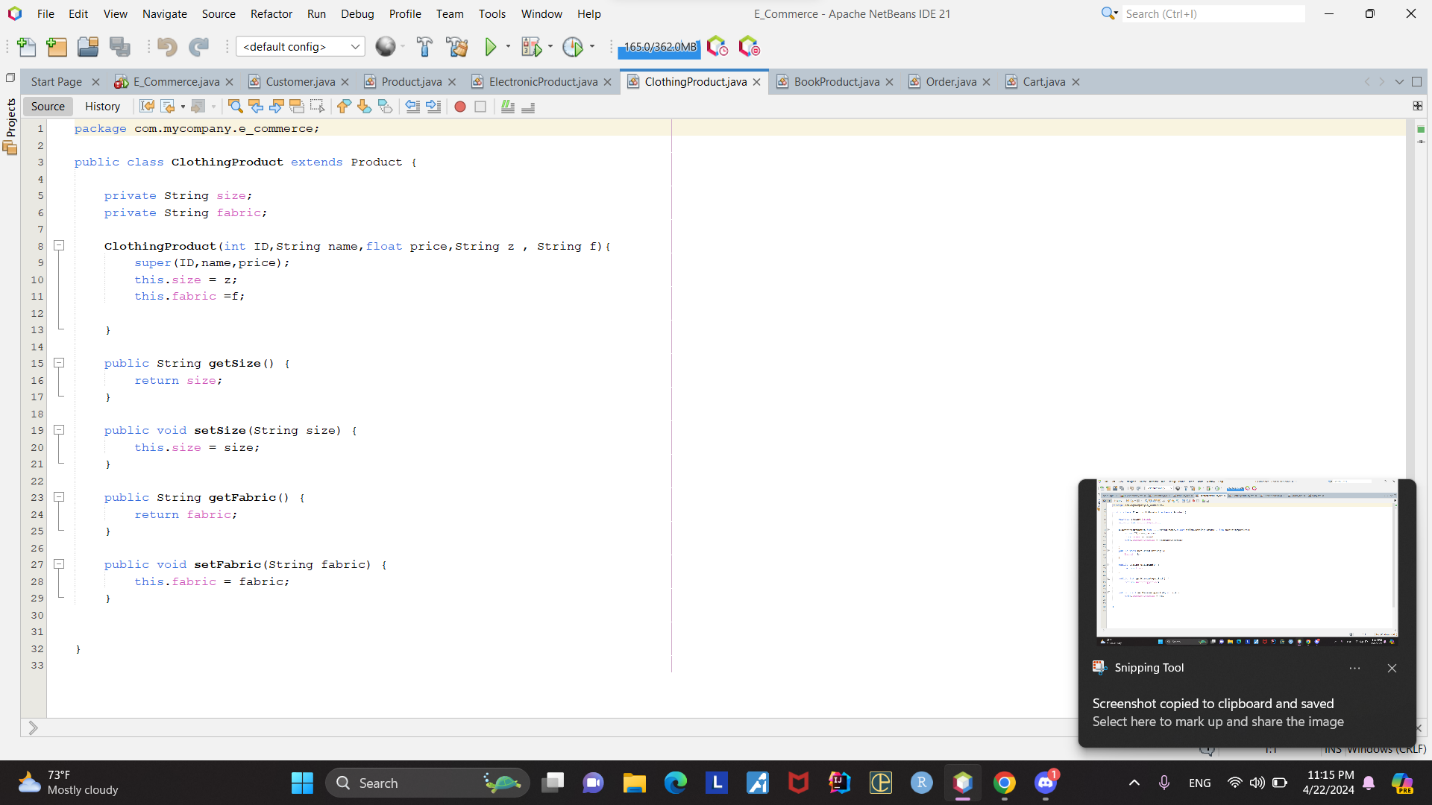 File Edit View Navigate Source Refactor Run Debug Profile Team Tools Window Help E_Commerce - Apache NetBeans IDE 21 Search (Ctrl+I)
<default config> 165.0/362.0MB
Start Page E_Commerce.java Customer.java Product.java ElectronicProduct.java ClothingProduct.java BookProduct.java Order.java Cart.java
Source History
Projects
1 package com.mycompany.e_commerce;
2
3 public class ClothingProduct extends Product {
4
5 private String size;
6 private String fabric;
7
8 ClothingProduct(int ID,String name,float price,String z , String f){
9 super(ID,name,price);
10 this.size = z;
11 this.fabric =f;
12
13 }
14
15 public String getSize() {
16 return size;
17 }
18
19 public void setSize(String size) {
20 this.size = size;
21 }
22
23 public String getFabric() {
24 return fabric;
25 }
26
27 public void setFabric(String fabric) {
28 this.fabric = fabric;
29 }
30
31
32 }
33
Snipping Tool
Screenshot copied to clipboard and saved
Select here to mark up and share the image
1:1 INS Windows (CRLF)
73°F
Mostly cloudy
Search
ENG
11:15 PM
4/22/2024
PRE